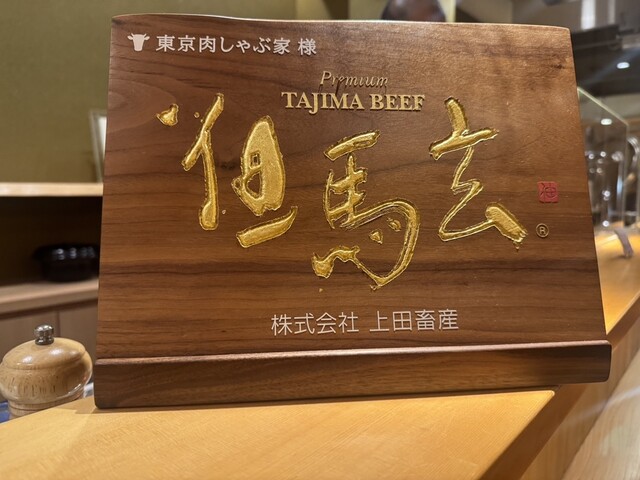 東京肉しゃぶ家 様
Premium
TAJIMA BEEF
但馬玄
®
株式会社 上田畜産